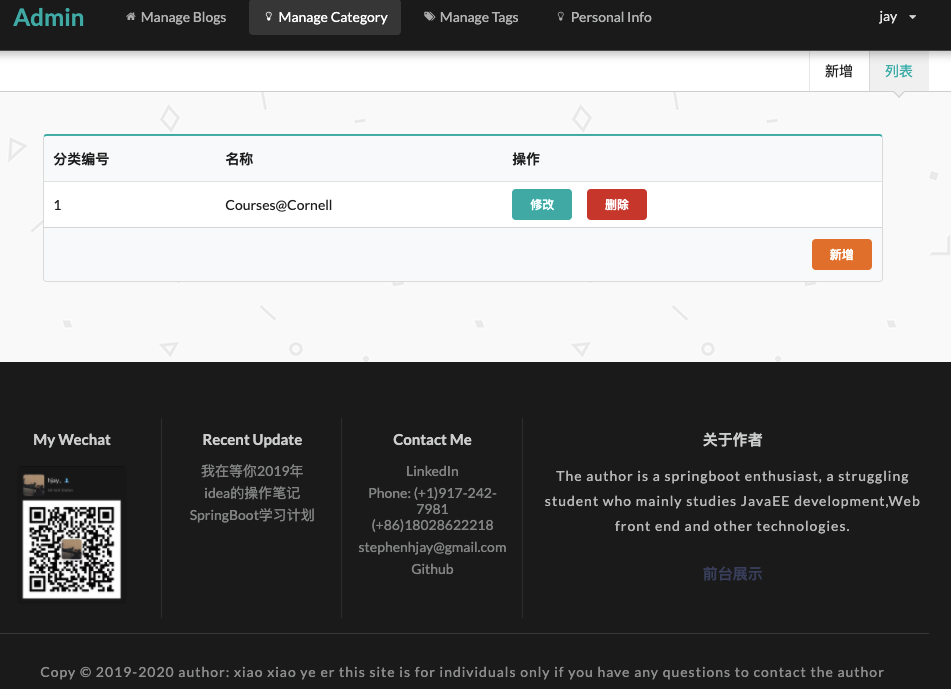 Admin Manage Blogs Manage Category Manage Tags Personal Info jay
新增 列表
分类编号 名称 操作
1 Courses@Cornell 修改 删除
新增
My Wechat
hjay,
Recent Update
我在等你2019年
idea的操作笔记
SpringBoot学习计划
Contact Me
LinkedIn
Phone: (+1)917-242-
7981
(+86)18028622218
stephenhjay@gmail.com
Github
关于作者
The author is a springboot enthusiast, a struggling
student who mainly studies JavaEE development,Web
front end and other technologies.
前台展示
Copy © 2019-2020 author: xiao xiao ye er this site is for individuals only if you have any questions to contact the author